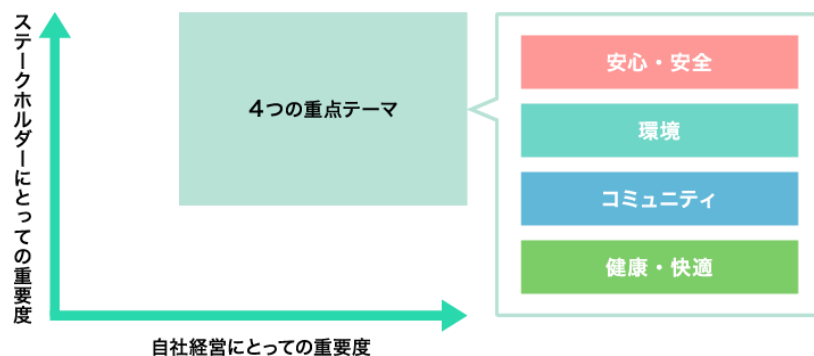 ステークホルダーにとっての重要度
4つの重点テーマ
安心・安全
環境
コミュニティ
健康・快適
自社経営にとっての重要度